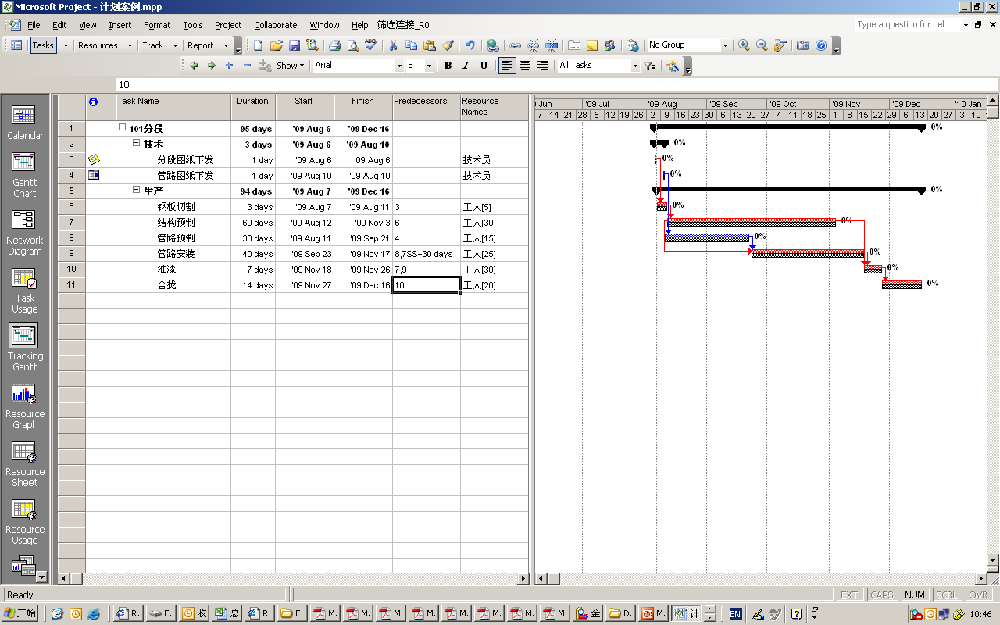 Microsoft Project - 计划案例.mpp
File Edit View Insert Format Tools Project Collaborate Window Help 筛选连接_R0 Type a question for help
Tasks Resources Track Report No Group
Show Arial 8 B I U All Tasks
10
Task Name Duration Start Finish Predecessors Resource Names
Jun '09 Jul '09 Aug '09 Sep '09 Oct '09 Nov '09 Dec '10 Jan
7 14 21 28 5 12 19 26 2 9 16 23 30 6 13 20 27 4 11 18 25 1 8 15 22 29 6 13 20 27 3 10
1 101分段 95 days '09 Aug 6 '09 Dec 16 0%
2 技术 3 days '09 Aug 6 '09 Aug 10 0%
3 分段图纸下发 1 day '09 Aug 6 '09 Aug 6 技术员 0%
4 管路图纸下发 1 day '09 Aug 10 '09 Aug 10 技术员 0%
5 生产 94 days '09 Aug 7 '09 Dec 16 0%
6 钢板切割 3 days '09 Aug 7 '09 Aug 11 3 工人[5] 0%
7 结构预制 60 days '09 Aug 12 '09 Nov 3 6 工人[30] 0%
8 管路预制 30 days '09 Aug 11 '09 Sep 21 4 工人[15] 0%
9 管路安装 40 days '09 Sep 23 '09 Nov 17 8,7SS+30 days 工人[25] 0%
10 油漆 7 days '09 Nov 18 '09 Nov 26 7,9 工人[30] 0%
11 合拢 14 days '09 Nov 27 '09 Dec 16 10 工人[20] 0%
Calendar
Gantt
Chart
Network
Diagram
Task
Usage
Tracking
Gantt
Resource
Graph
Resource
Sheet
Resource
Usage
Ready EXT CAPS NUM SCRL OVR
开始 R. E. 收 总 R. E. M. M. M. M. M. M. M. M. 金 D. M. 计 EN 10:46